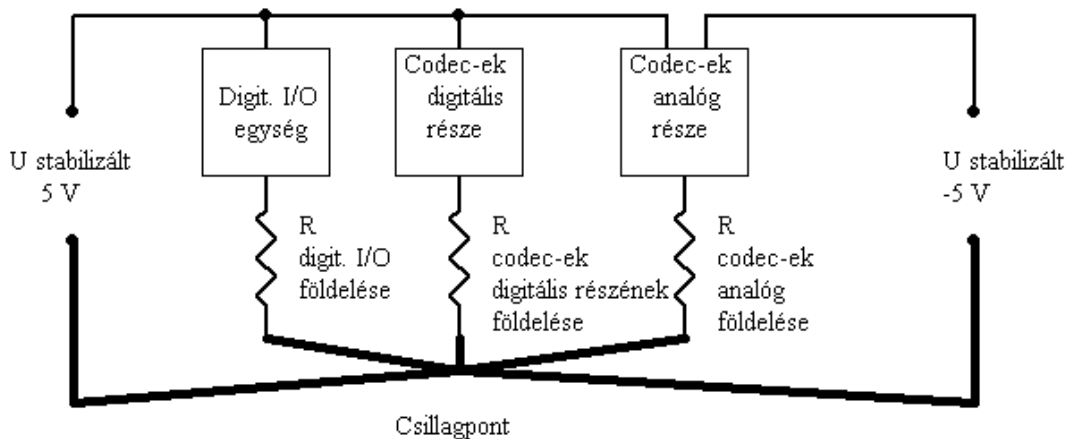 Digit. I/O
egység
Codec-ek
digitális
része
Codec-ek
analóg
része
U stabilizált
5 V
U stabilizált
-5 V
R
digit. I/O
földelése
R
codec-ek
digitális részének
földelése
R
codec-ek
analóg
földelése
Csillagpont